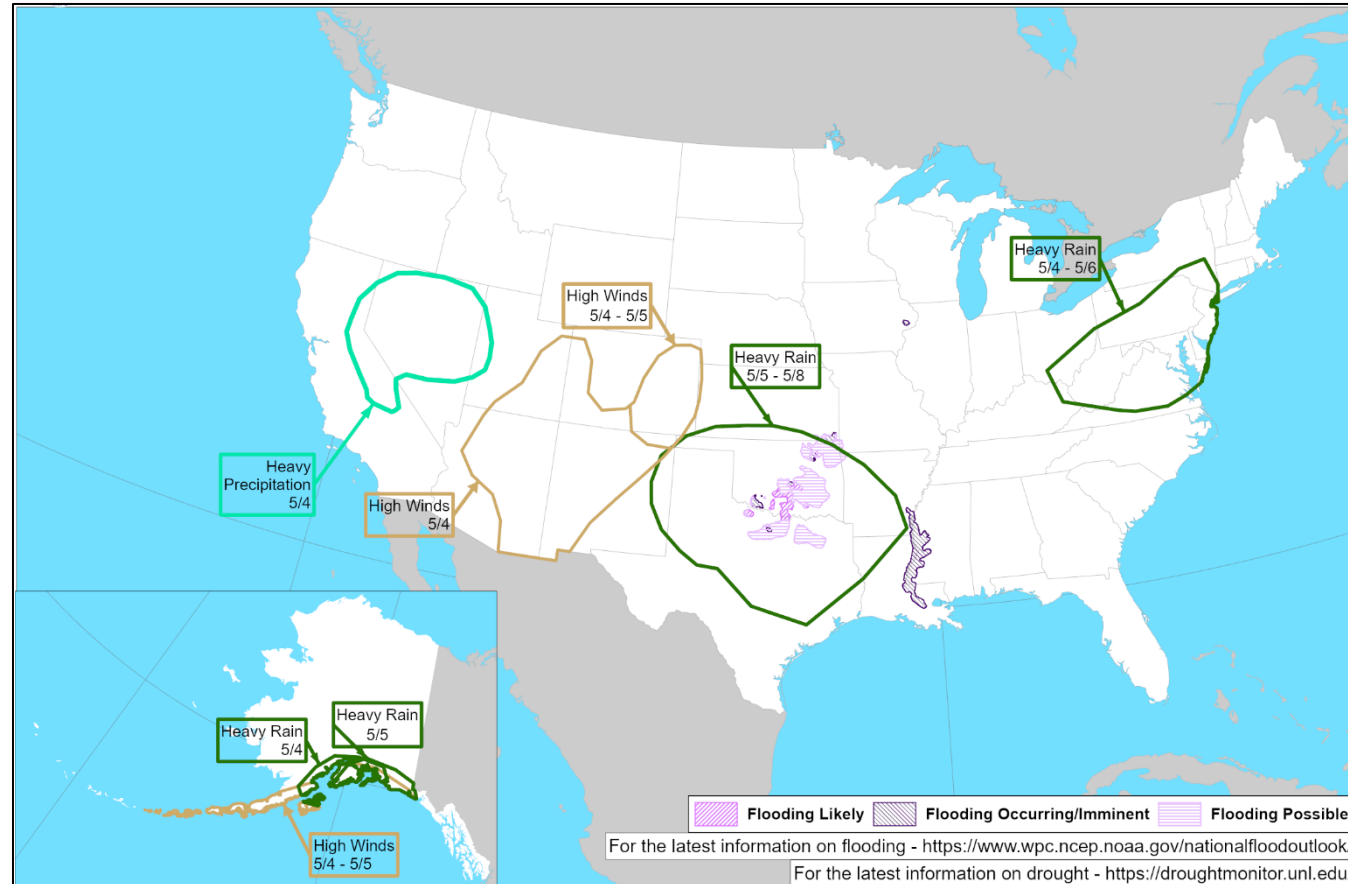 Heavy Rain
5/4 - 5/6
High Winds
5/4 - 5/5
Heavy Rain
5/5 - 5/8
Heavy
Precipitation
5/4
High Winds
5/4
Heavy Rain
5/5
Heavy Rain
5/4
High Winds
5/4 - 5/5
Flooding Likely
Flooding Occurring/Imminent
Flooding Possible
For the latest information on flooding - https://www.wpc.ncep.noaa.gov/nationalfloodoutlook/
For the latest information on drought - https://droughtmonitor.unl.edu/